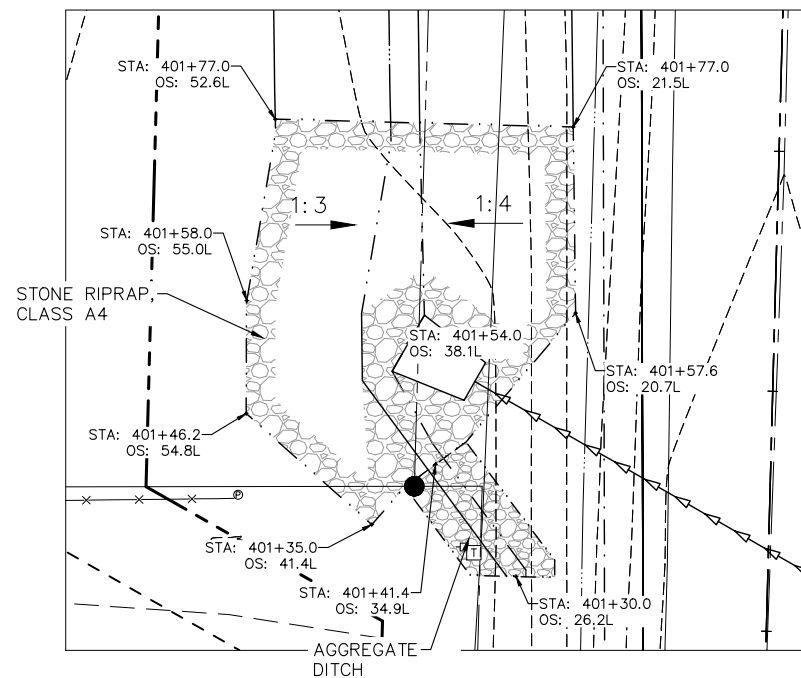 STA: 401+77.0
OS: 52.6L
STA: 401+77.0
OS: 21.5L
1:3
1:4
STA: 401+58.0
OS: 55.0L
STONE RIPRAP,
CLASS A4
STA: 401+54.0
OS: 38.1L
STA: 401+57.6
OS: 20.7L
STA: 401+46.2
OS: 54.8L
P
STA: 401+35.0
OS: 41.4L
T
STA: 401+41.4
OS: 34.9L
STA: 401+30.0
OS: 26.2L
AGGREGATE
DITCH